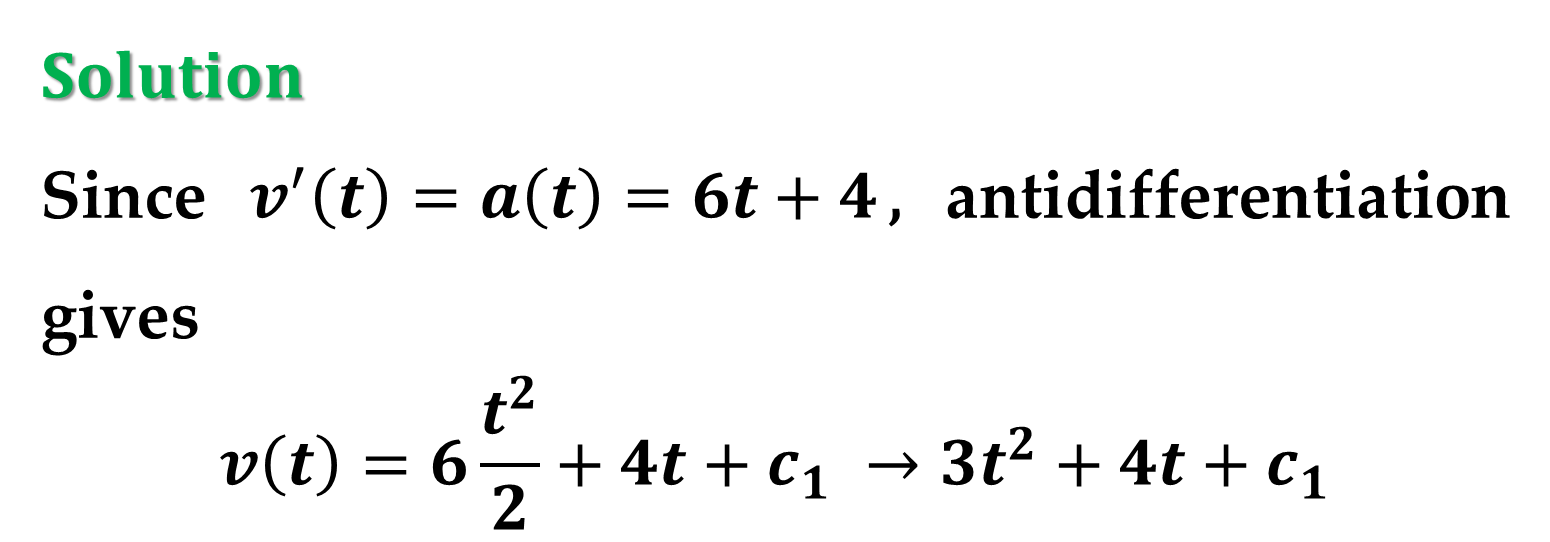 Solution
Since v′(t) = a(t) = 6t + 4, antidifferentiation
gives
v(t) = 6 t²/2 + 4t + c₁ → 3t² + 4t + c₁